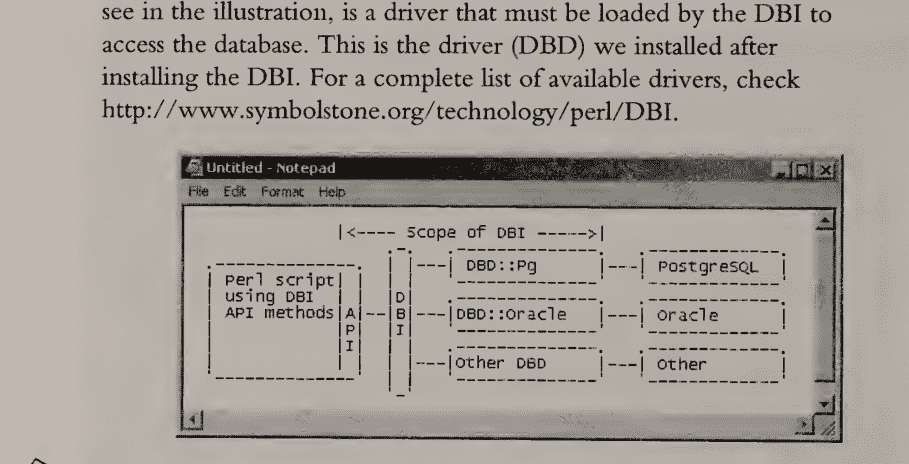 see in the illustration, is a driver that must be loaded by the DBI to
access the database. This is the driver (DBD) we installed after
installing the DBI. For a complete list of available drivers, check
http://www.symbolstone.org/technology/perl/DBI.
Untitled - Notepad
File Edit Format Help
|<---- Scope of DBI ----->|
DBD::Pg PostgreSQL
Perl script
using DBI
API methods
API
DBI
DBD::Oracle Oracle
Other DBD Other